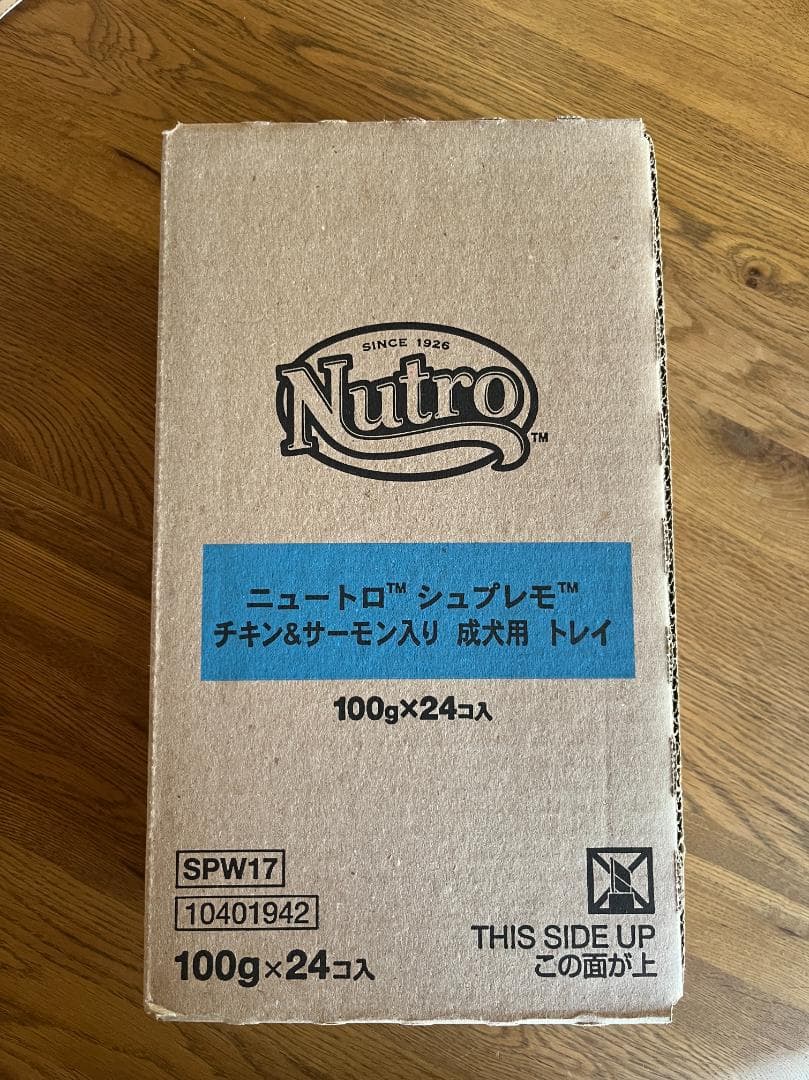 SINCE 1926
Nutro™
ニュートロ™ シュプレモ™
チキン&サーモン入り 成犬用 トレイ
100g×24コ入
SPW17
10401942
100g×24コ入
THIS SIDE UP
この面が上